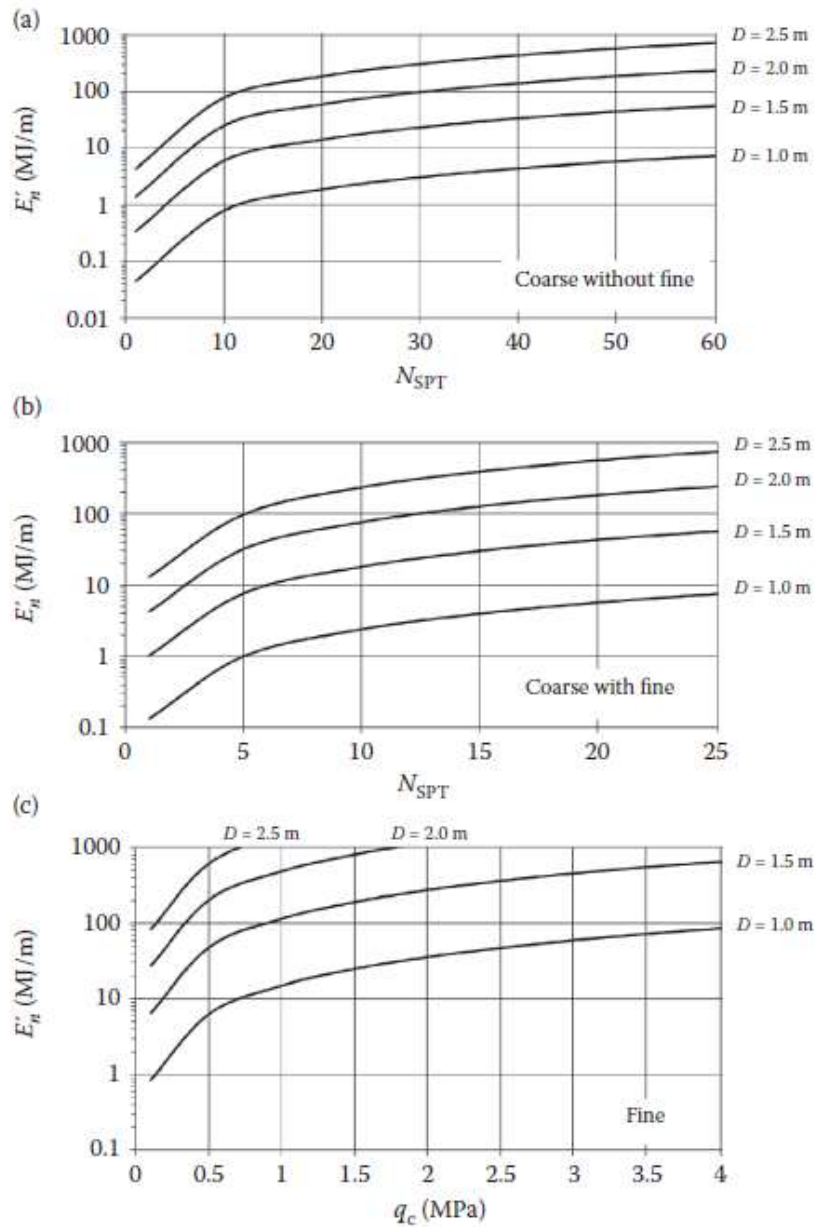 (a)
1000
100
10
1
0.1
0.01
E′n (MJ/m)
D = 2.5 m
D = 2.0 m
D = 1.5 m
D = 1.0 m
Coarse without fine
0 10 20 30 40 50 60
NSPT
(b)
1000
100
10
1
0.1
E′n (MJ/m)
D = 2.5 m
D = 2.0 m
D = 1.5 m
D = 1.0 m
Coarse with fine
0 5 10 15 20 25
NSPT
(c)
D = 2.5 m D = 2.0 m
1000
100
10
1
0.1
E′n (MJ/m)
D = 1.5 m
D = 1.0 m
Fine
0 0.5 1 1.5 2 2.5 3 3.5 4
qc (MPa)